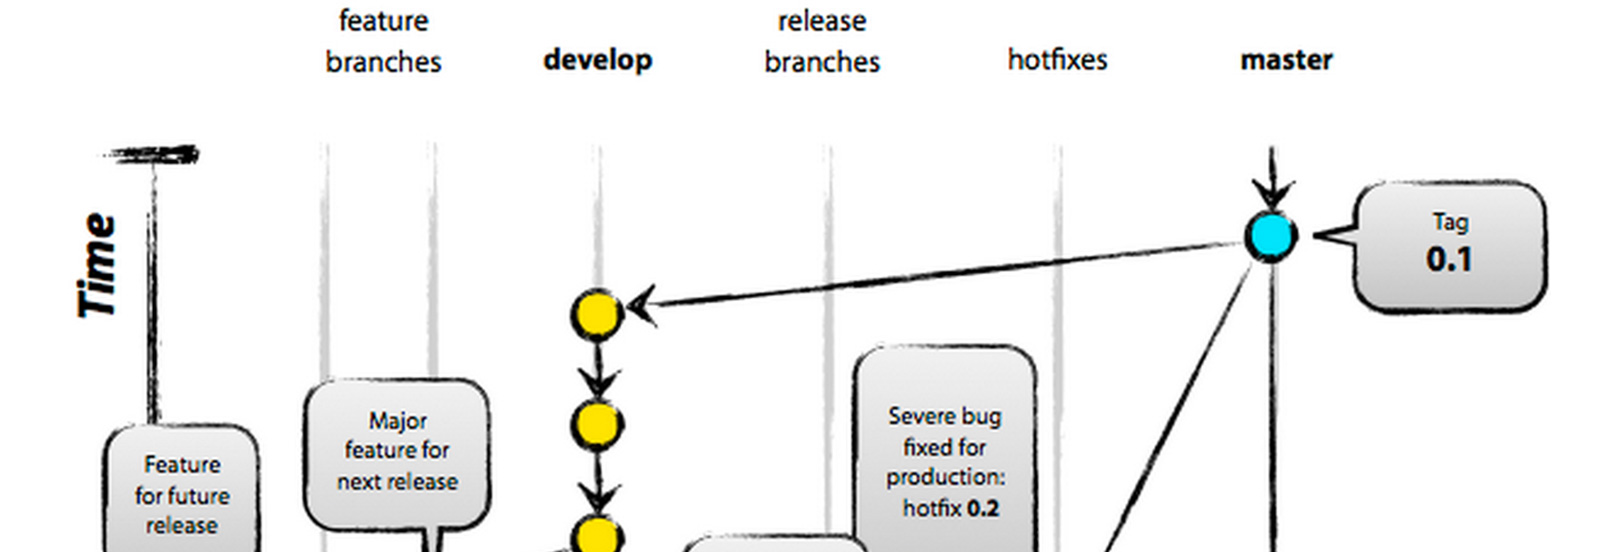 feature
branches
develop
release
branches
hotfixes
master
Time
Tag
0.1
Major
feature for
next release
Severe bug
fixed for
production:
hotfix 0.2
Feature
for future
release